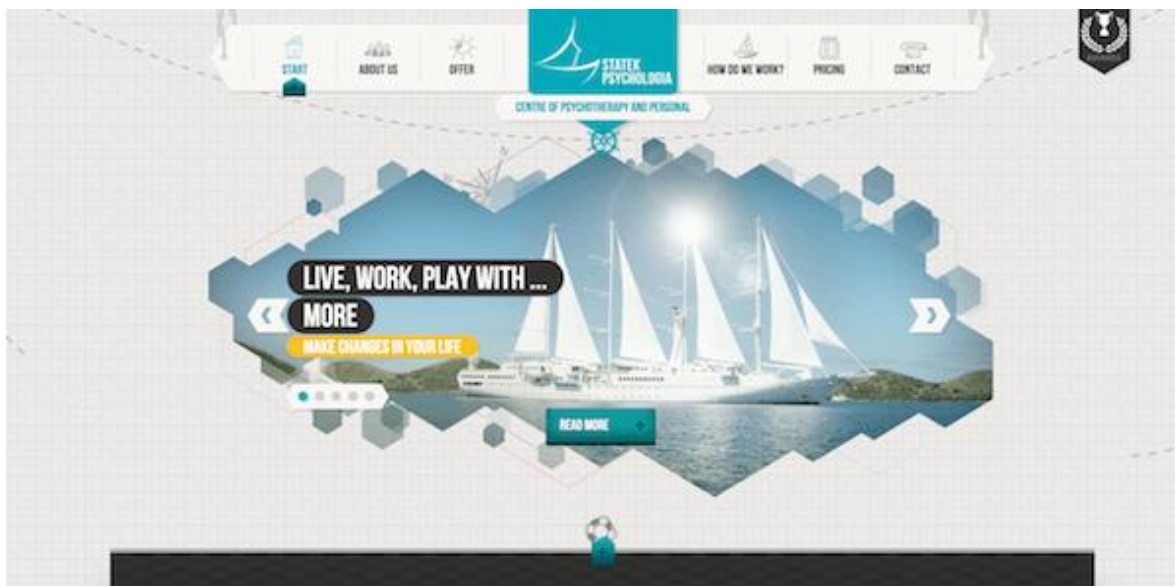 START
ABOUT US
OFFER
STATEK
PSYCHOLOGIA
HOW DO WE WORK?
PRICING
CONTACT
CENTRE OF PSYCHOTHERAPY AND PERSONAL
N
LIVE, WORK, PLAY WITH ...
MORE
MAKE CHANGES IN YOUR LIFE
READ MORE